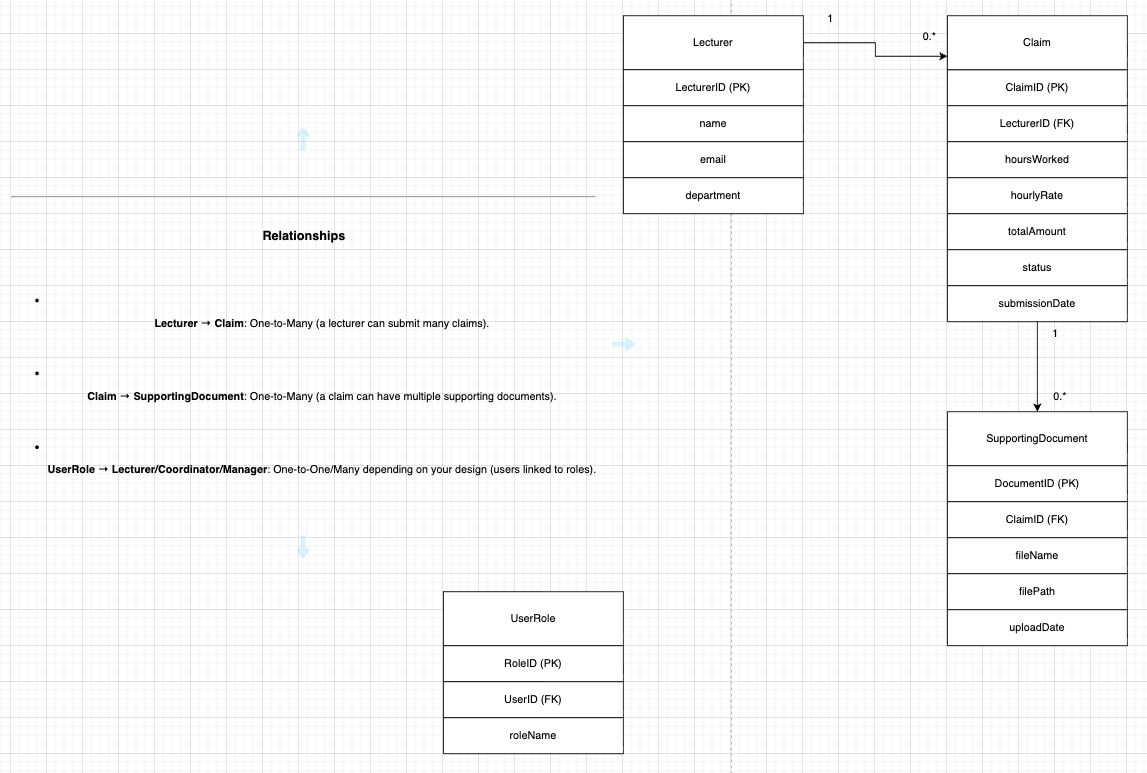 Lecturer
LecturerID (PK)
name
email
department
1
0.*
Claim
ClaimID (PK)
LecturerID (FK)
hoursWorked
hourlyRate
totalAmount
status
submissionDate
1
0.*
SupportingDocument
DocumentID (PK)
ClaimID (FK)
fileName
filePath
uploadDate
Relationships
•
Lecturer → Claim: One-to-Many (a lecturer can submit many claims).
•
Claim → SupportingDocument: One-to-Many (a claim can have multiple supporting documents).
•
UserRole → Lecturer/Coordinator/Manager: One-to-One/Many depending on your design (users linked to roles).
UserRole
RoleID (PK)
UserID (FK)
roleName